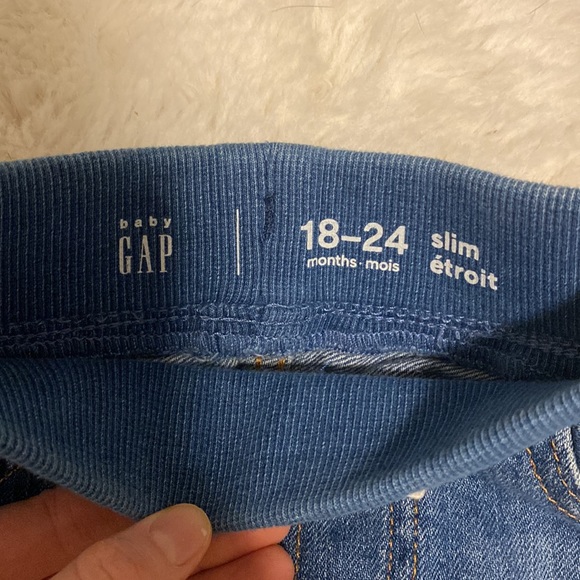 baby
GAP
18–24
months · mois
slim
étroit